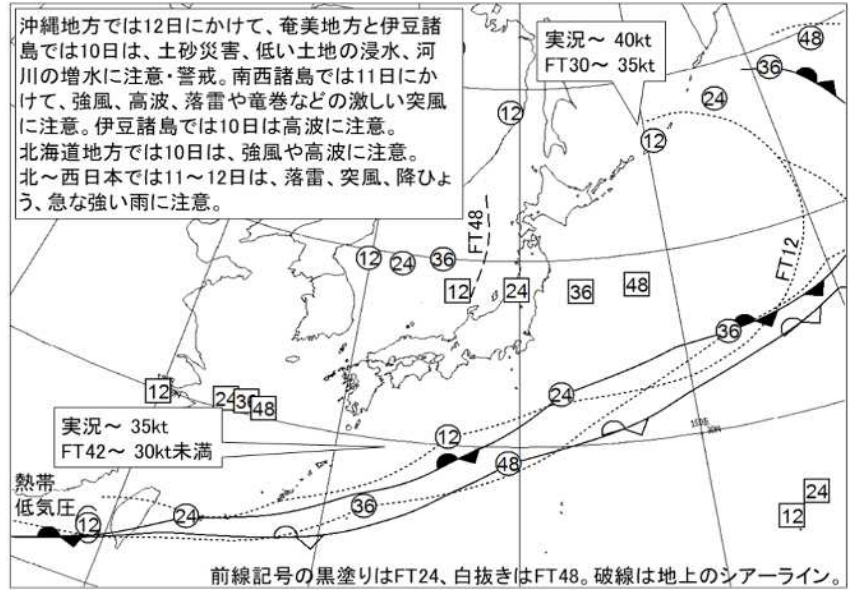 沖縄地方では12日にかけて、奄美地方と伊豆諸
島では10日は、土砂災害、低い土地の浸水、河
川の増水に注意・警戒。南西諸島では11日にか
けて、強風、高波、落雷や竜巻などの激しい突風
に注意。伊豆諸島では10日は高波に注意。
北海道地方では10日は、強風や高波に注意。
北~西日本では11~12日は、落雷、突風、降ひょ
う、急な強い雨に注意。
実況~ 40kt
FT30~ 35kt
48
36
24
12
12
12
FT48
FT12
12
24
36
12
24
36
48
36
12
24
36
48
24
実況~ 35kt
FT42~ 30kt未満
12
48
熱帯
低気圧
12
24
36
24
12
前線記号の黒塗りはFT24、白抜きはFT48。破線は地上のシアーライン。